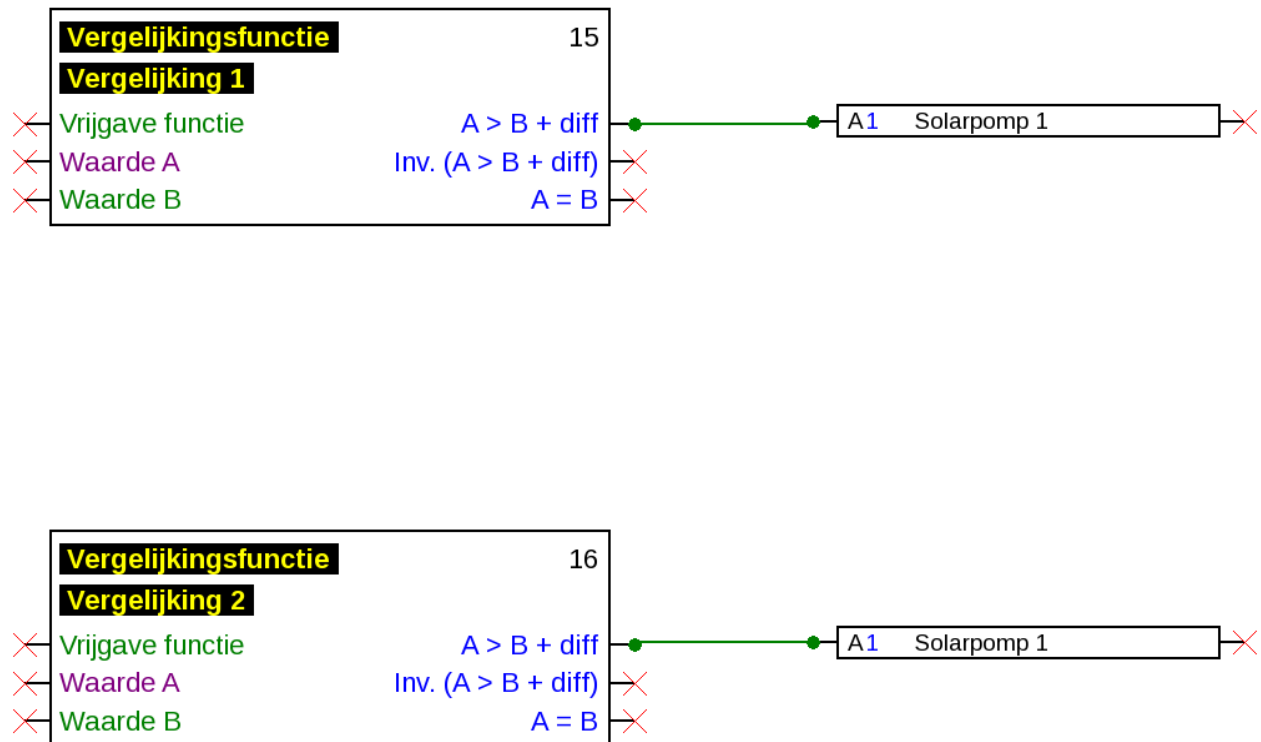 Vergelijkingsfunctie 15
Vergelijking 1
Vrijgave functie A > B + diff A1 Solarpomp 1
Waarde A Inv. (A > B + diff)
Waarde B A = B
Vergelijkingsfunctie 16
Vergelijking 2
Vrijgave functie A > B + diff A1 Solarpomp 1
Waarde A Inv. (A > B + diff)
Waarde B A = B